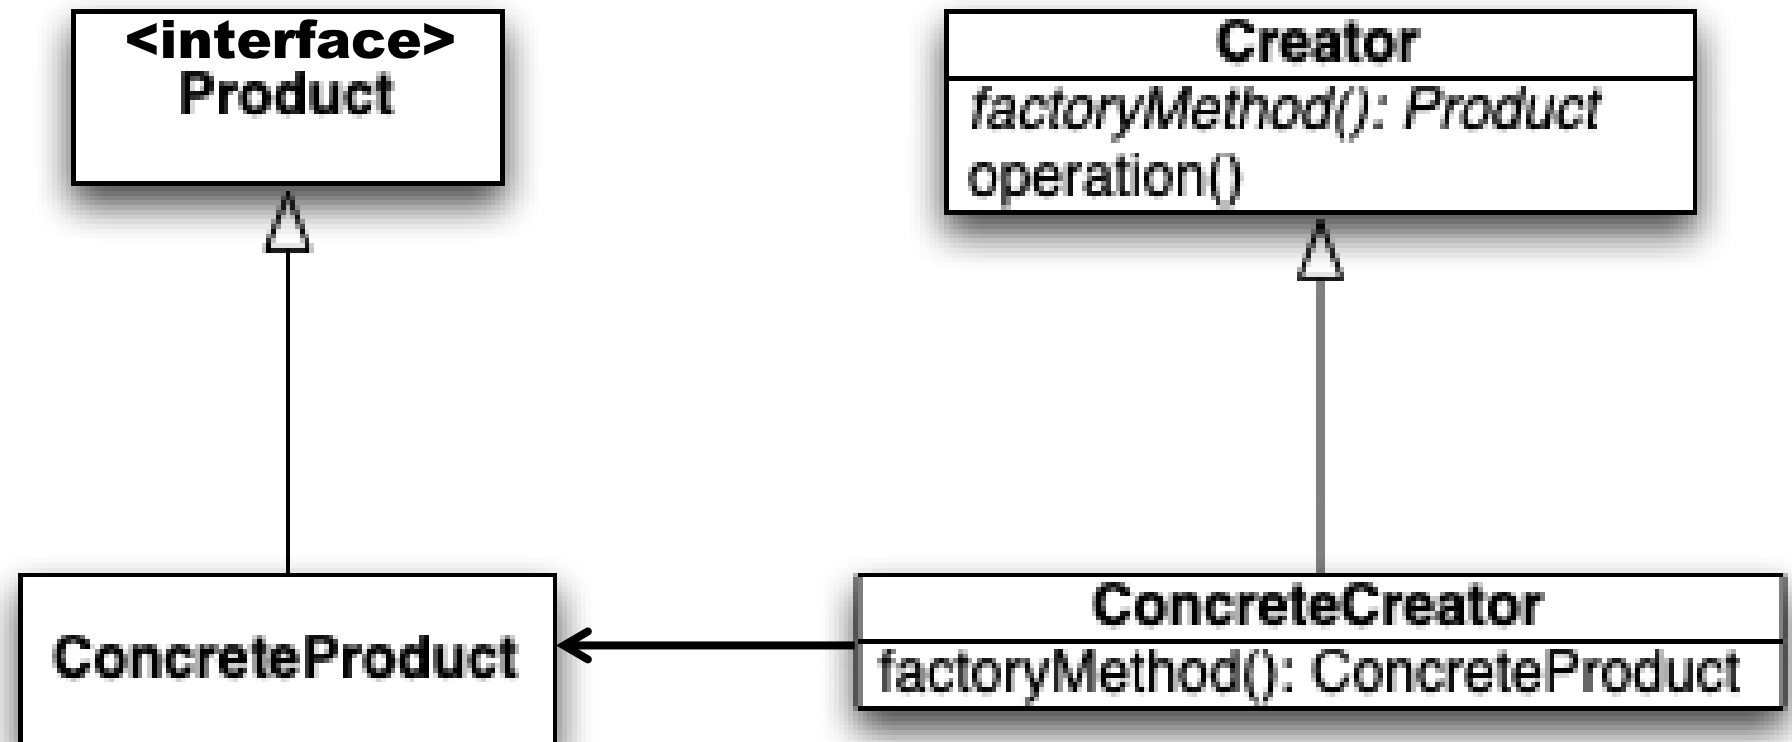 <interface>
Product
Creator
factoryMethod(): Product
operation()
ConcreteProduct
ConcreteCreator
factoryMethod(): ConcreteProduct